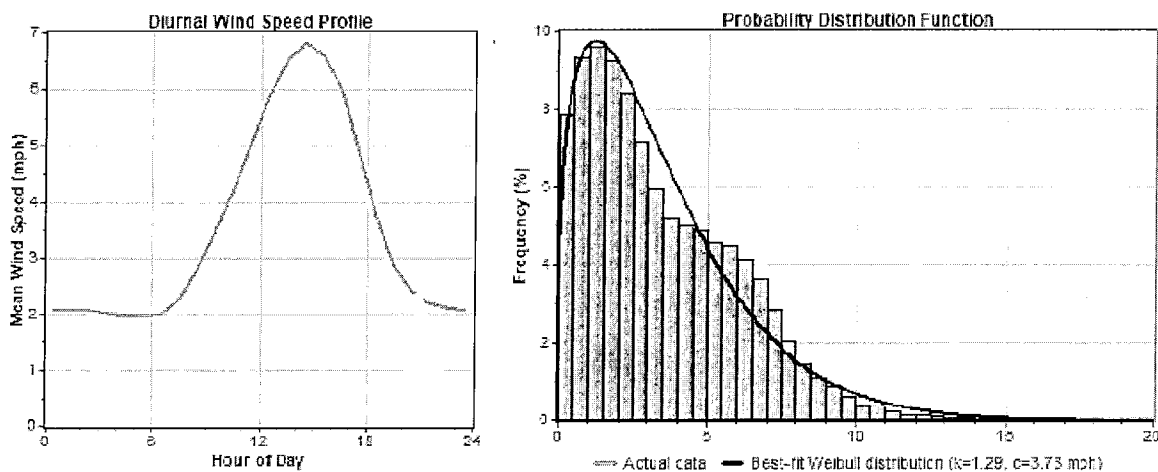 Diurnal Wind Speed Profile
7
6
5
4
3
2
1
0
Mean Wind Speed (mph)
0 6 12 18 24
Hour of Day
Probability Distribution Function
10
8
6
4
2
0
Frequency (%)
0 5 10 15 20
Actual data Best-fit Weibull distribution (k=1.29, c=3.73 mph)